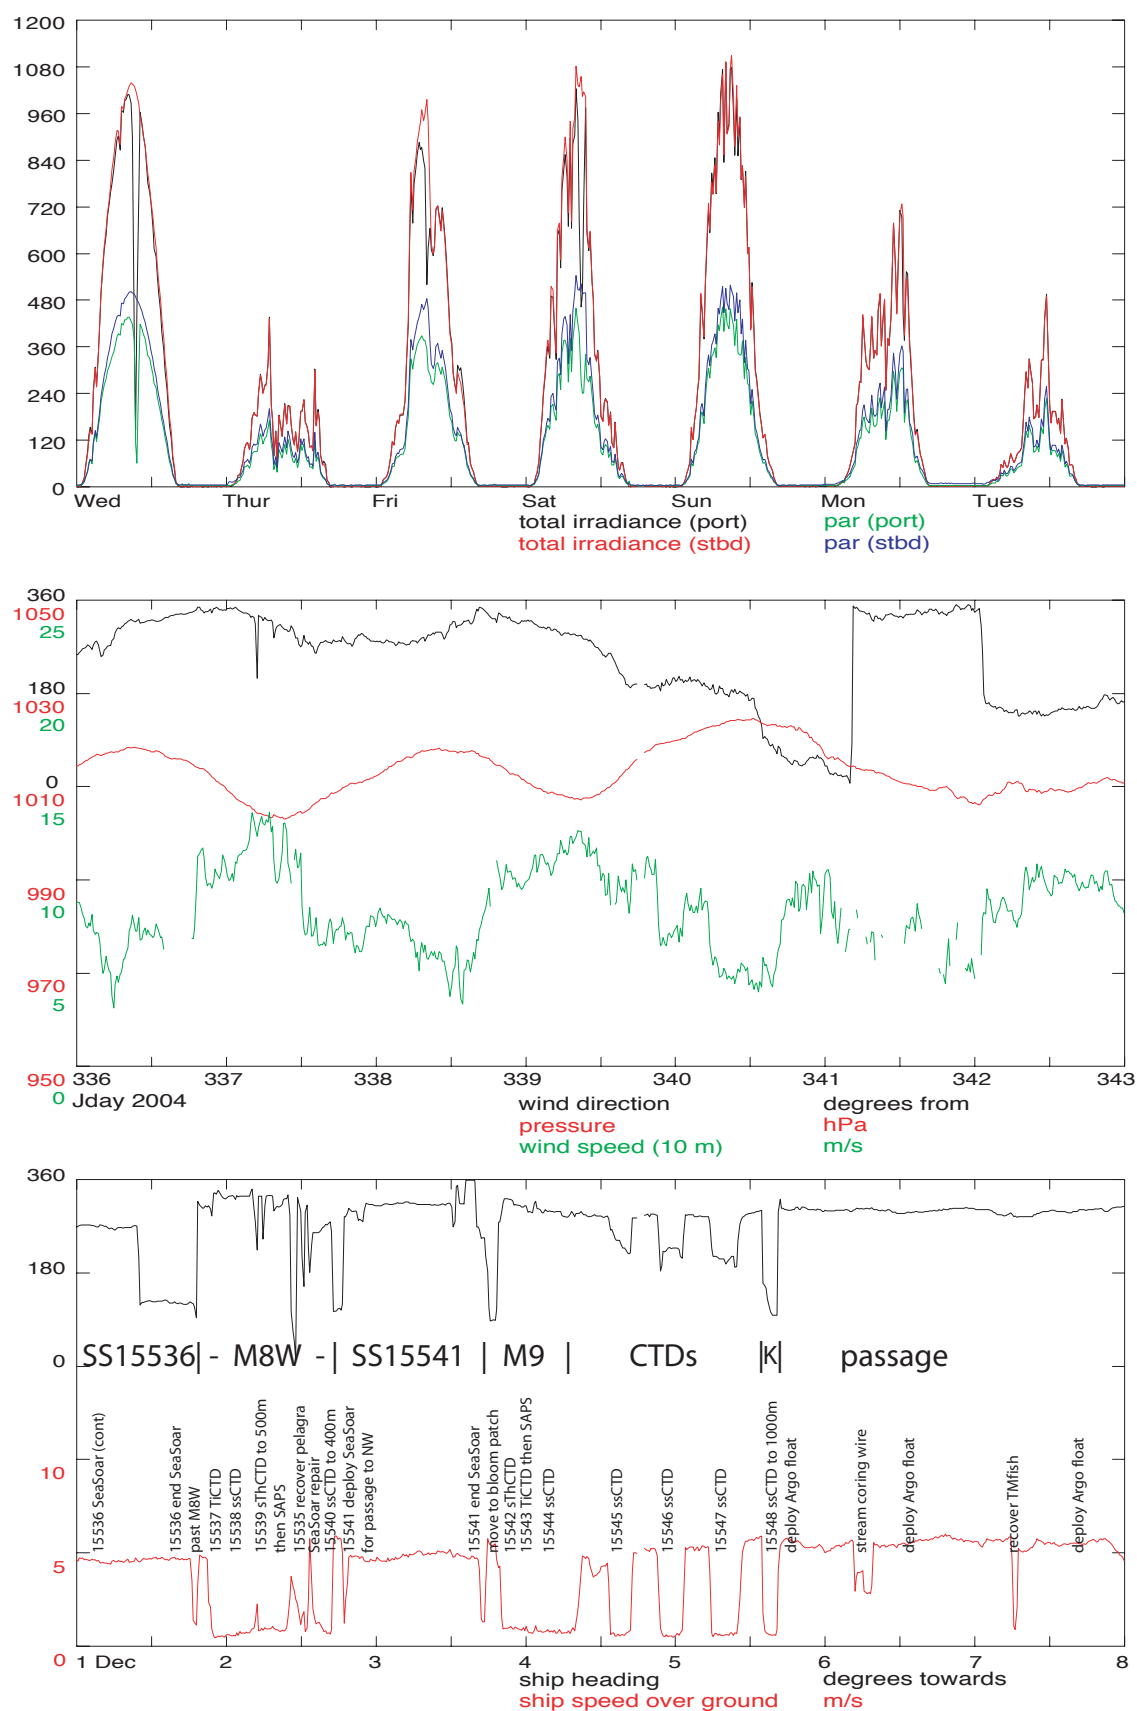 1200
1080
960
840
720
600
480
360
240
120
0
Wed Thur Fri Sat Sun Mon Tues
total irradiance (port) par (port)
total irradiance (stbd) par (stbd)
360
1050
25
180
1030
20
0
1010
15
990
10
970
5
950
0
336 337 338 339 340 341 342 343
Jday 2004
wind direction degrees from
pressure hPa
wind speed (10 m) m/s
360
180
0
SS15536 | - M8W - | SS15541 | M9 | CTDs |K| passage
15536 SeaSoar (cont)
15536 end SeaSoar
past M8W
15537 TiCTD
15538 ssCTD
15539 sThCTD to 500m
then SAPS
15535 recover pelagra
SeaSoar repair
15540 ssCTD to 400m
15541 deploy SeaSoar
for passage to NW
15541 end SeaSoar
move to bloom patch
15542 sThCTD
15543 TiCTD then SAPS
15544 ssCTD
15545 ssCTD
15546 ssCTD
15547 ssCTD
15548 ssCTD to 1000m
deploy Argo float
stream coring wire
deploy Argo float
recover TMfish
deploy Argo float
10
5
0
1 Dec 2 3 4 5 6 7 8
ship heading degrees towards
ship speed over ground m/s